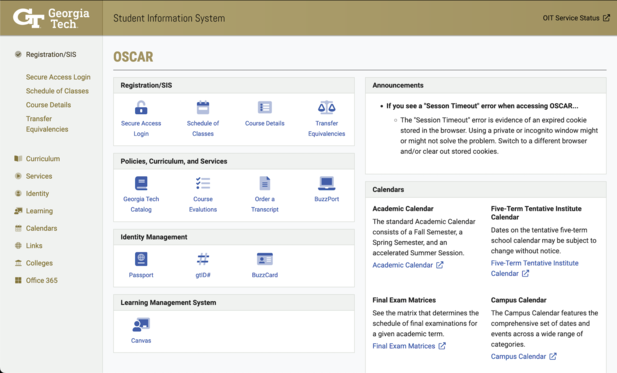 GT Georgia
Tech
Student Information System
OIT Service Status
Registration/SIS
Secure Access Login
Schedule of Classes
Course Details
Transfer
Equivalencies
Curriculum
Services
Identity
Learning
Calendars
Links
Colleges
Office 365
OSCAR
Registration/SIS
Secure Access
Login
Schedule of
Classes
Course Details
Transfer
Equivalencies
Policies, Curriculum, and Services
Georgia Tech
Catalog
Course
Evalutions
Order a
Transcript
BuzzPort
Identity Management
Passport
gtID#
BuzzCard
Learning Management System
Canvas
Announcements
• If you see a "Sesson Timeout" error when accessing OSCAR...
○ The "Session Timeout" error is evidence of an expired cookie
stored in the browser. Using a private or incognito window might
or might not solve the problem. Switch to a different browser
and/or clear out stored cookies.
Calendars
Academic Calendar
The standard Academic Calendar
consists of a Fall Semester, a
Spring Semester, and an
accelerated Summer Session.
Academic Calendar
Five-Term Tentative Institute
Calendar
Dates on the tentative five-term
school calendar may be subject to
change without notice.
Five-Term Tentative Institute
Calendar
Final Exam Matrices
See the matrix that determines the
schedule of final examinations for
a given academic term.
Final Exam Matrices
Campus Calendar
The Campus Calendar features the
comprehensive set of dates and
events across a wide range of
categories.
Campus Calendar